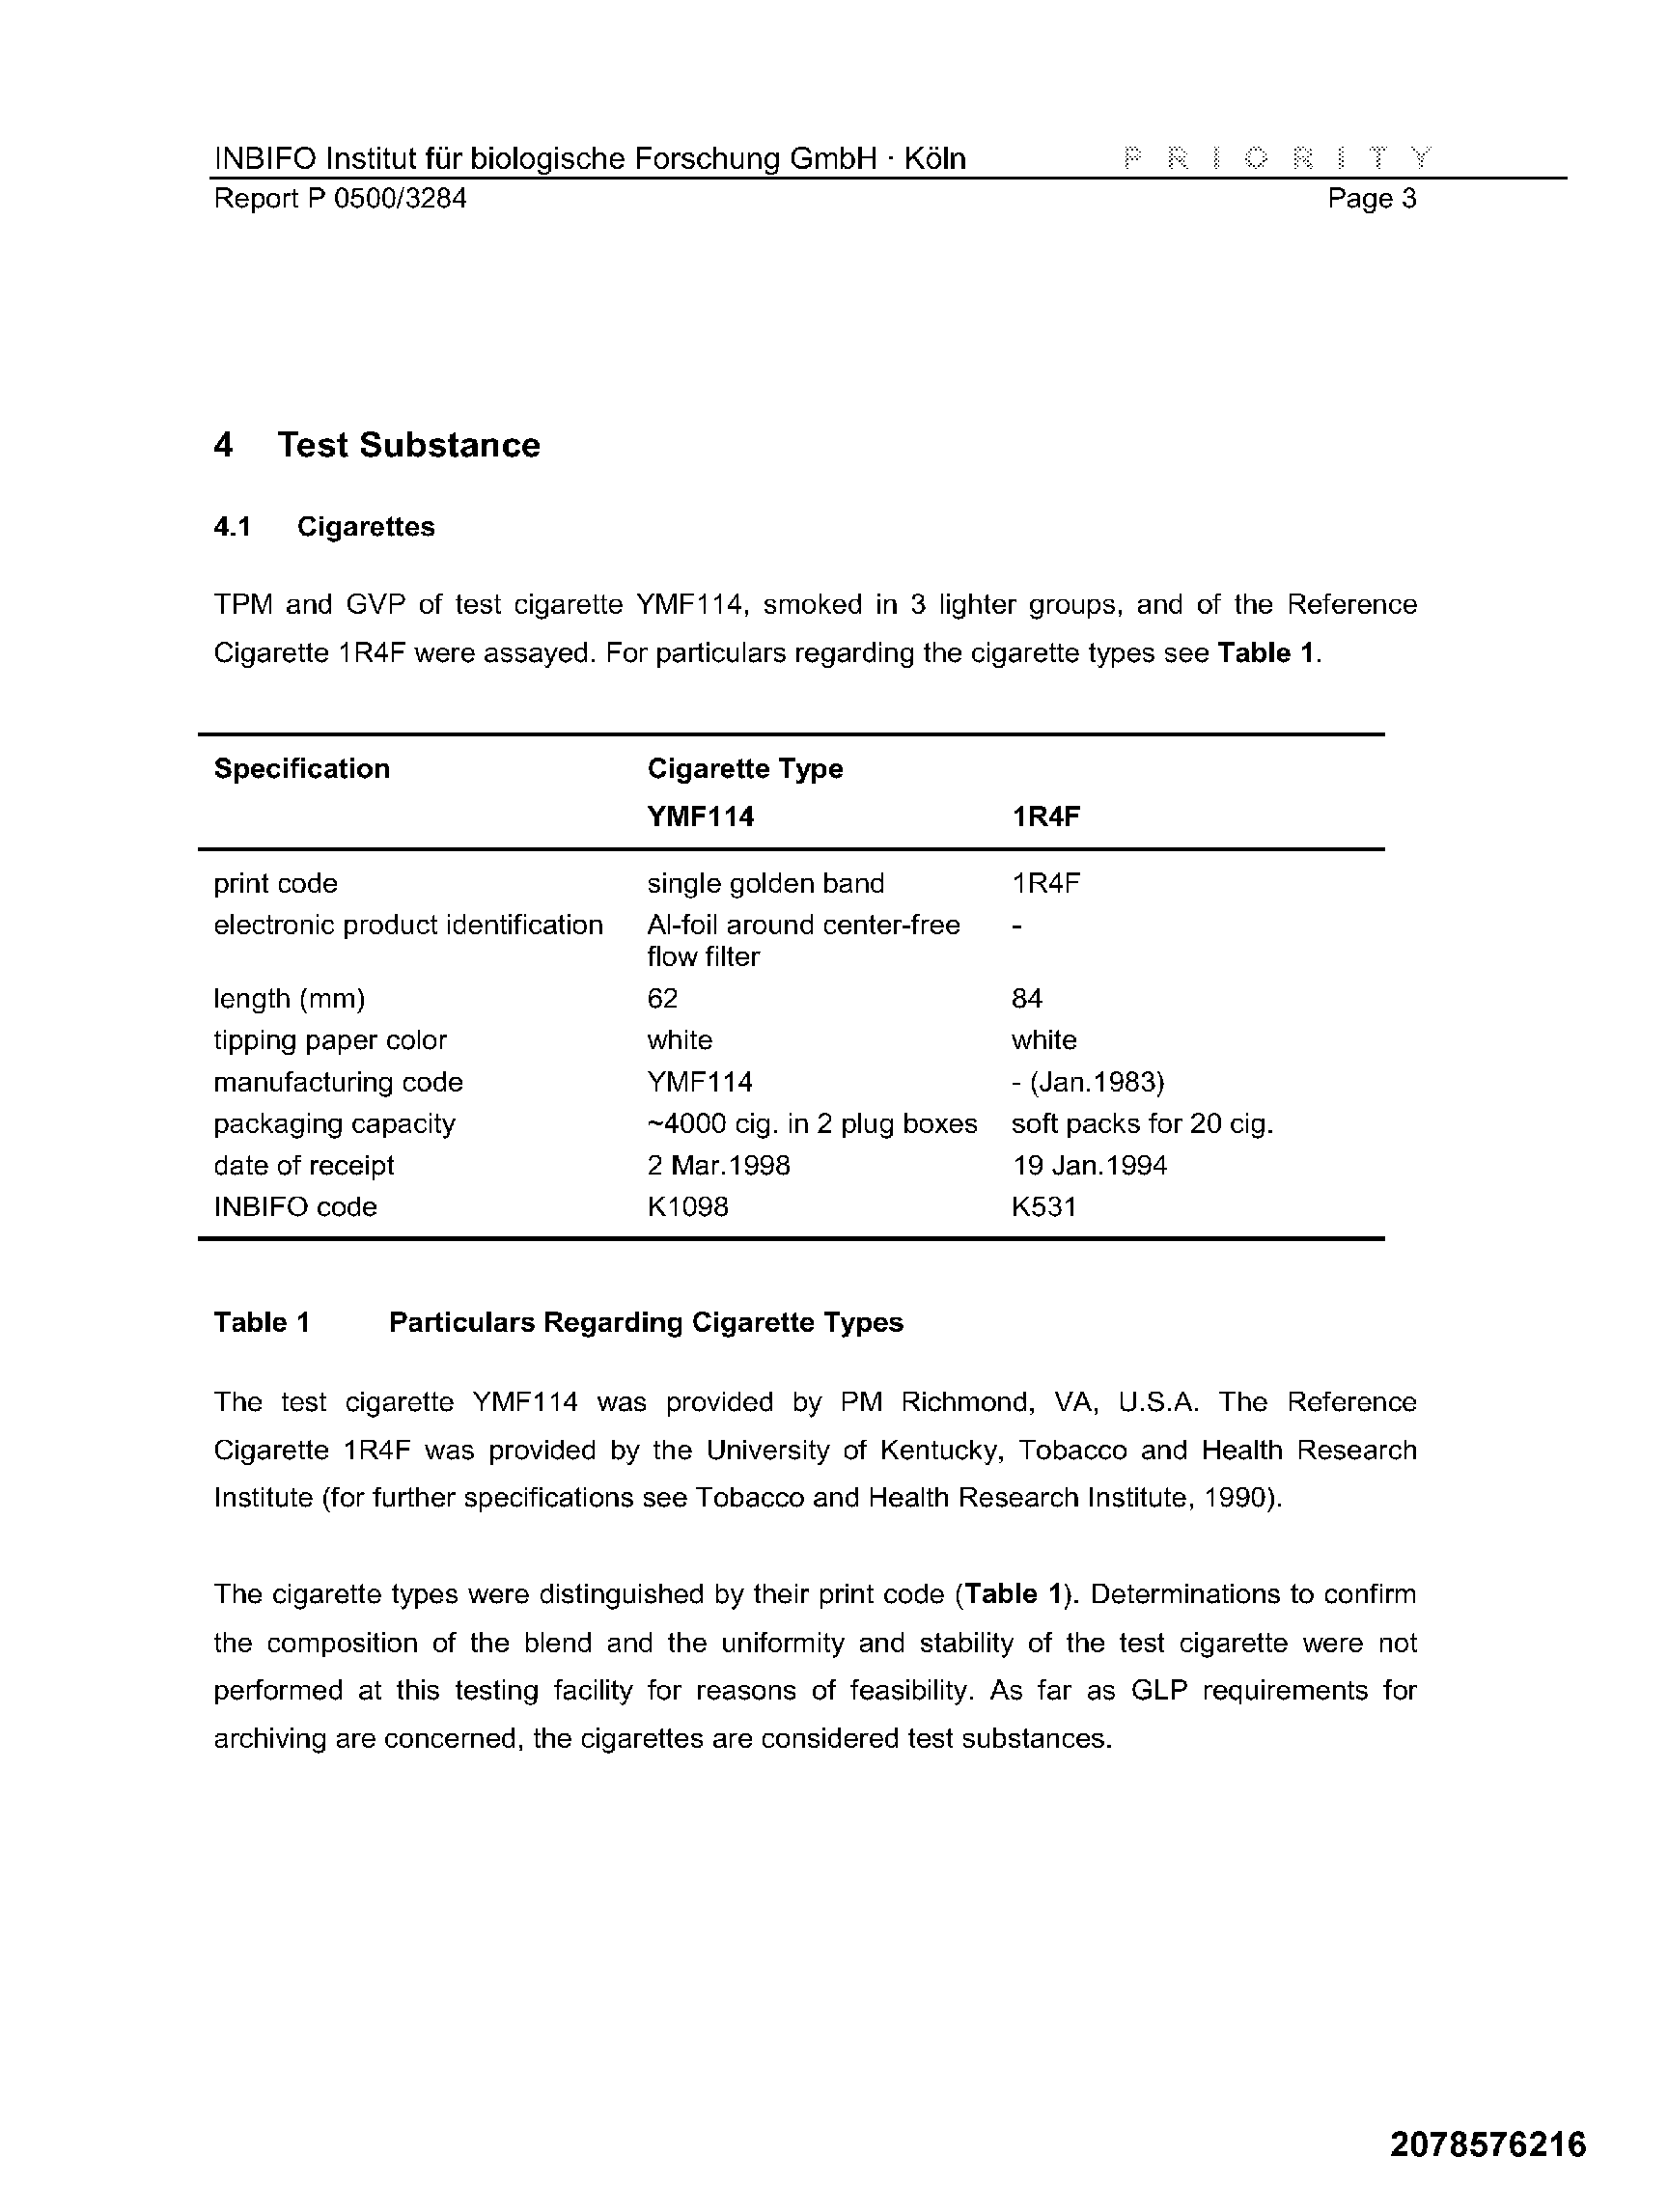 INBIFO Institut für biologische Forschung GmbH · Köln P R I O R I T Y
Report P 0500/3284 Page 3
4 Test Substance
4.1 Cigarettes
TPM and GVP of test cigarette YMF114, smoked in 3 lighter groups, and of the Reference
Cigarette 1R4F were assayed. For particulars regarding the cigarette types see Table 1.
Specification Cigarette Type
YMF114 1R4F
print code single golden band 1R4F
electronic product identification Al-foil around center-free -
flow filter
length (mm) 62 84
tipping paper color white white
manufacturing code YMF114 - (Jan.1983)
packaging capacity ~4000 cig. in 2 plug boxes soft packs for 20 cig.
date of receipt 2 Mar.1998 19 Jan.1994
INBIFO code K1098 K531
Table 1 Particulars Regarding Cigarette Types
The test cigarette YMF114 was provided by PM Richmond, VA, U.S.A. The Reference
Cigarette 1R4F was provided by the University of Kentucky, Tobacco and Health Research
Institute (for further specifications see Tobacco and Health Research Institute, 1990).
The cigarette types were distinguished by their print code (Table 1). Determinations to confirm
the composition of the blend and the uniformity and stability of the test cigarette were not
performed at this testing facility for reasons of feasibility. As far as GLP requirements for
archiving are concerned, the cigarettes are considered test substances.
2078576216